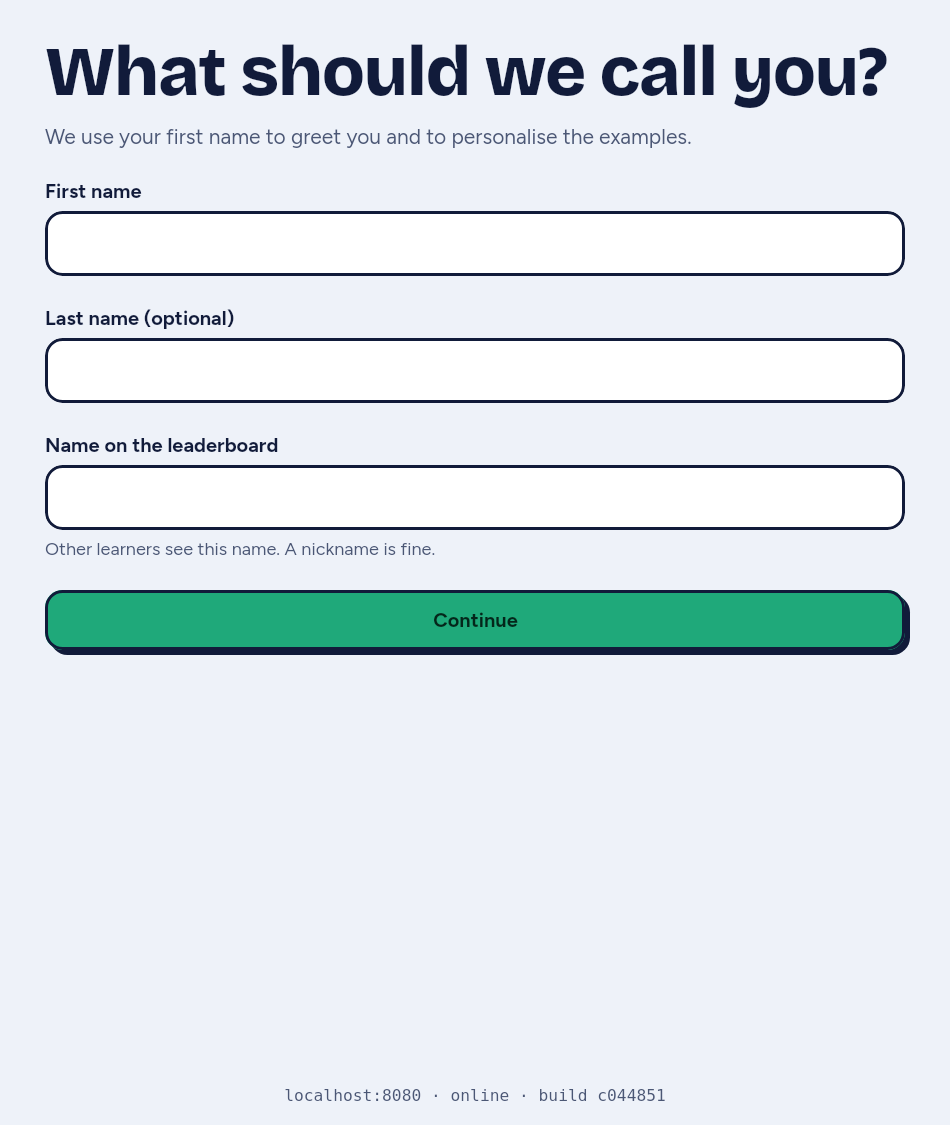 What should we call you?
We use your first name to greet you and to personalise the examples.
First name
Last name (optional)
Name on the leaderboard
Other learners see this name. A nickname is fine.
Continue
localhost:8080 · online · build c044851